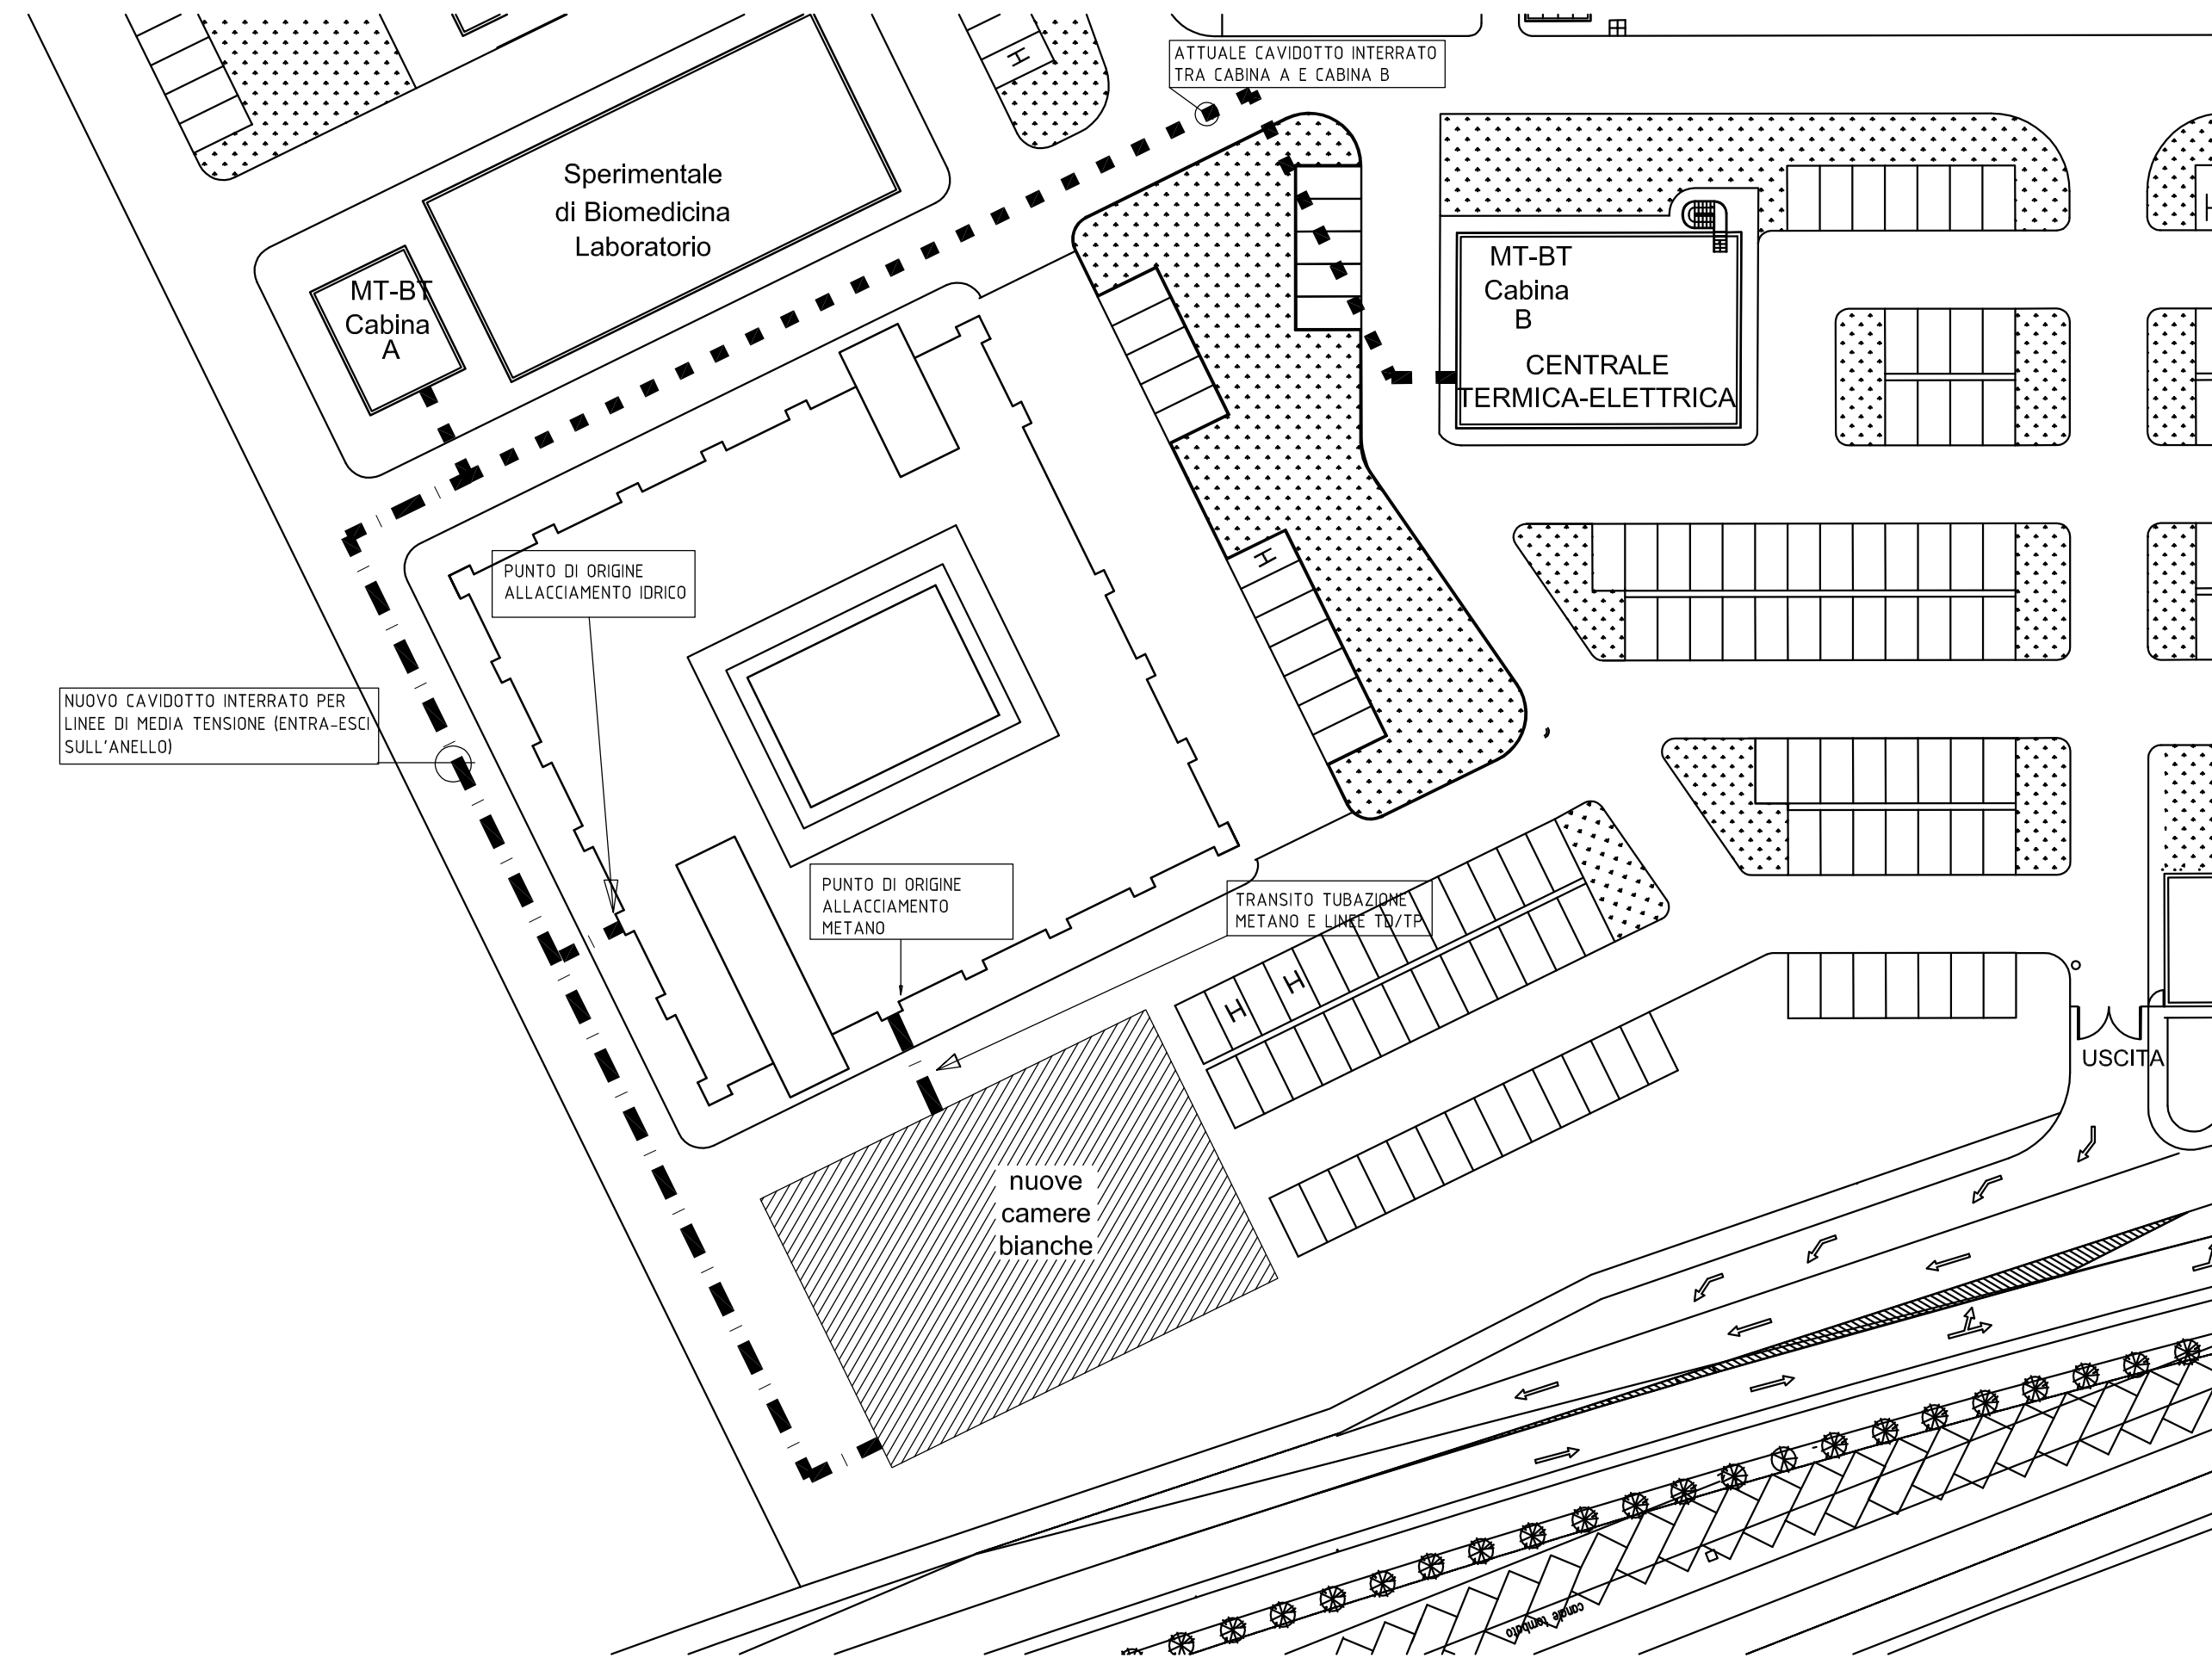 ATTUALE CAVIDOTTO INTERRATO
TRA CABINA A E CABINA B
H
Sperimentale
di Biomedicina
Laboratorio
MT-BT
Cabina
A
MT-BT
Cabina
B
CENTRALE
TERMICA-ELETTRICA
H
PUNTO DI ORIGINE
ALLACCIAMENTO IDRICO
NUOVO CAVIDOTTO INTERRATO PER
LINEE DI MEDIA TENSIONE (ENTRA-ESCI
SULL'ANELLO)
PUNTO DI ORIGINE
ALLACCIAMENTO
METANO
TRANSITO TUBAZIONE
METANO E LINEE TD/TP
H
H
USCITA
nuove
camere
bianche
canale tombato